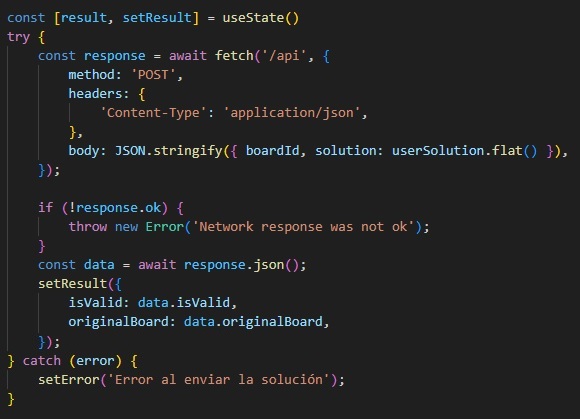 const [result, setResult] = useState()
try {
    const response = await fetch('/api', {
        method: 'POST',
        headers: {
            'Content-Type': 'application/json',
        },
        body: JSON.stringify({ boardId, solution: userSolution.flat() }),
    });

    if (!response.ok) {
        throw new Error('Network response was not ok');
    }
    const data = await response.json();
    setResult({
        isValid: data.isValid,
        originalBoard: data.originalBoard,
    });
} catch (error) {
    setError('Error al enviar la solución');
}